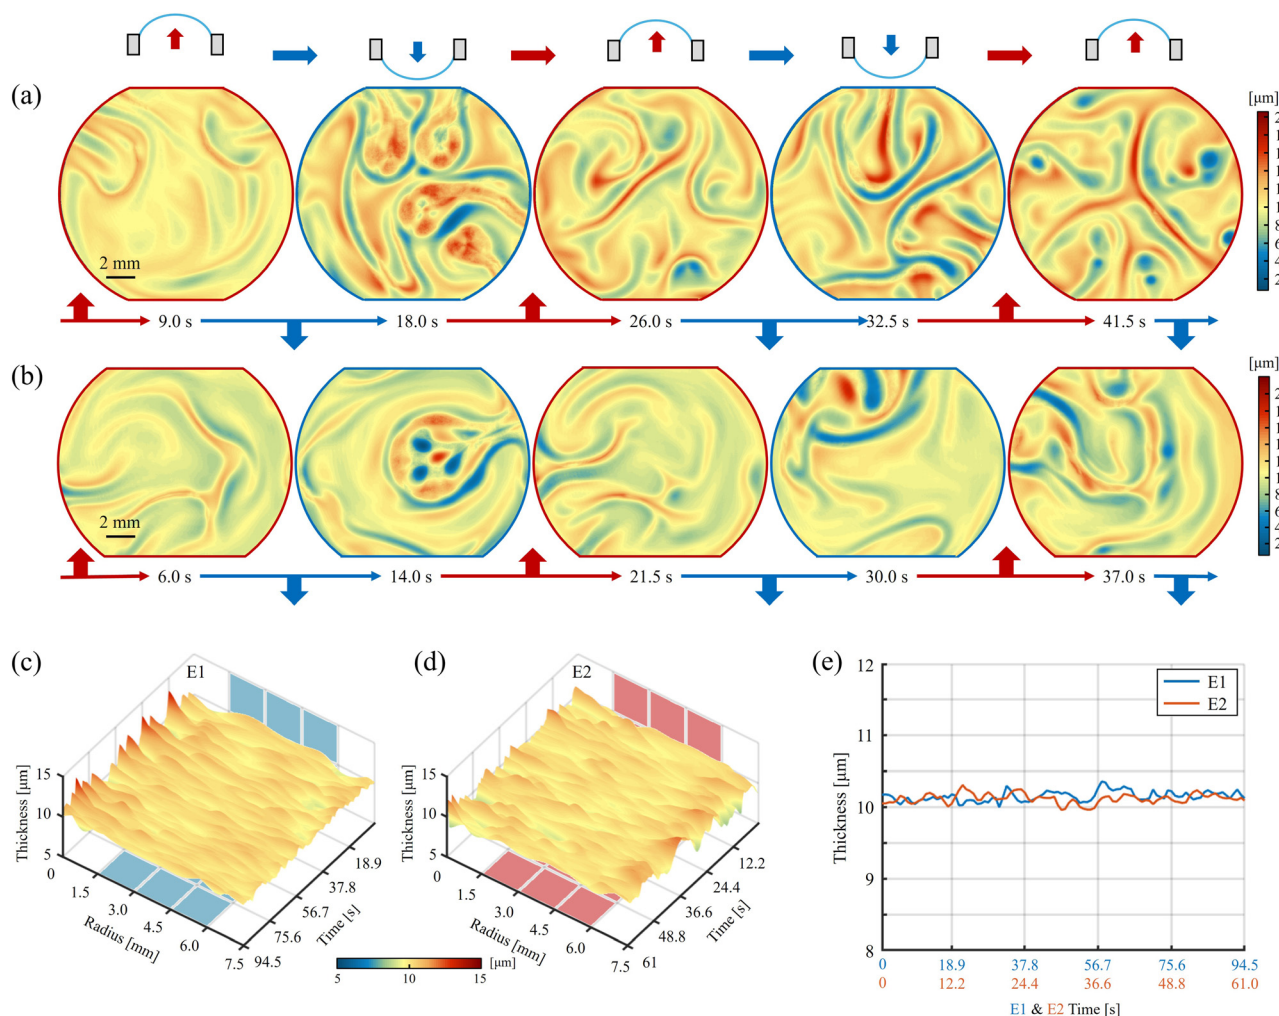 (a)
[μm]
8
2 mm
9.0 s
18.0 s
26.0 s
32.5 s
41.5 s
(b)
[μm]
8
2 mm
6.0 s
14.0 s
21.5 s
30.0 s
37.0 s
(c)
E1
Thickness [μm]
15
10
5
0
1.5
3.0
4.5
6.0
7.5
Radius [mm]
18.9
37.8
56.7
75.6
94.5
Time [s]
(d)
E2
Thickness [μm]
15
10
5
0
1.5
3.0
4.5
6.0
7.5
Radius [mm]
12.2
24.4
36.6
48.8
61
Time [s]
5
10
15
[μm]
(e)
E1
E2
Thickness [μm]
12
11
10
9
8
0
18.9
37.8
56.7
75.6
94.5
0
12.2
24.4
36.6
48.8
61.0
E1 & E2 Time [s]